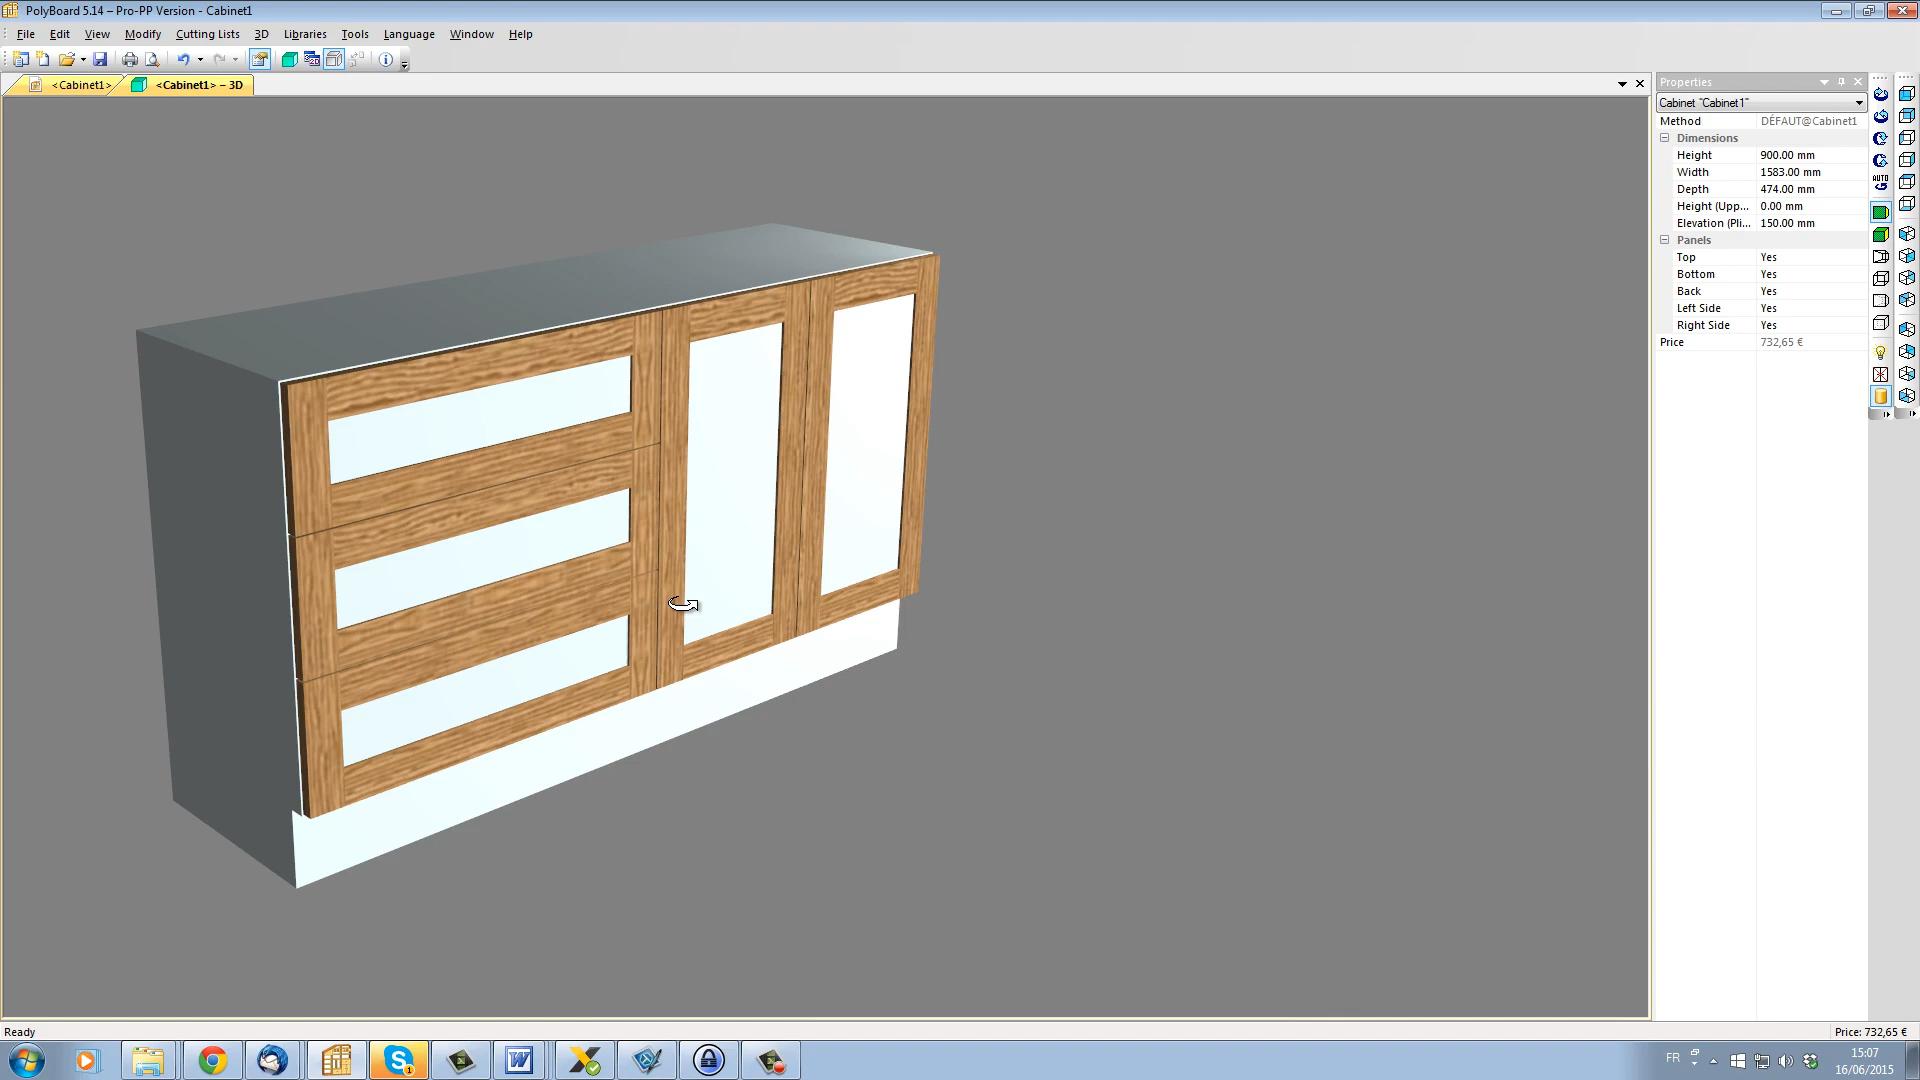 PolyBoard 5.14 – Pro-PP Version - Cabinet1
File Edit View Modify Cutting Lists 3D Libraries Tools Language Window Help
<Cabinet1> <Cabinet1> – 3D
Properties
Cabinet "Cabinet1"
Method DÉFAUT@Cabinet1
Dimensions
Height 900.00 mm
Width 1583.00 mm
Depth 474.00 mm
Height (Upp... 0.00 mm
Elevation (Pli... 150.00 mm
Panels
Top Yes
Bottom Yes
Back Yes
Left Side Yes
Right Side Yes
Price 732,65 €
AUTO
Ready
Price: 732,65 €
FR
15:07
16/06/2015